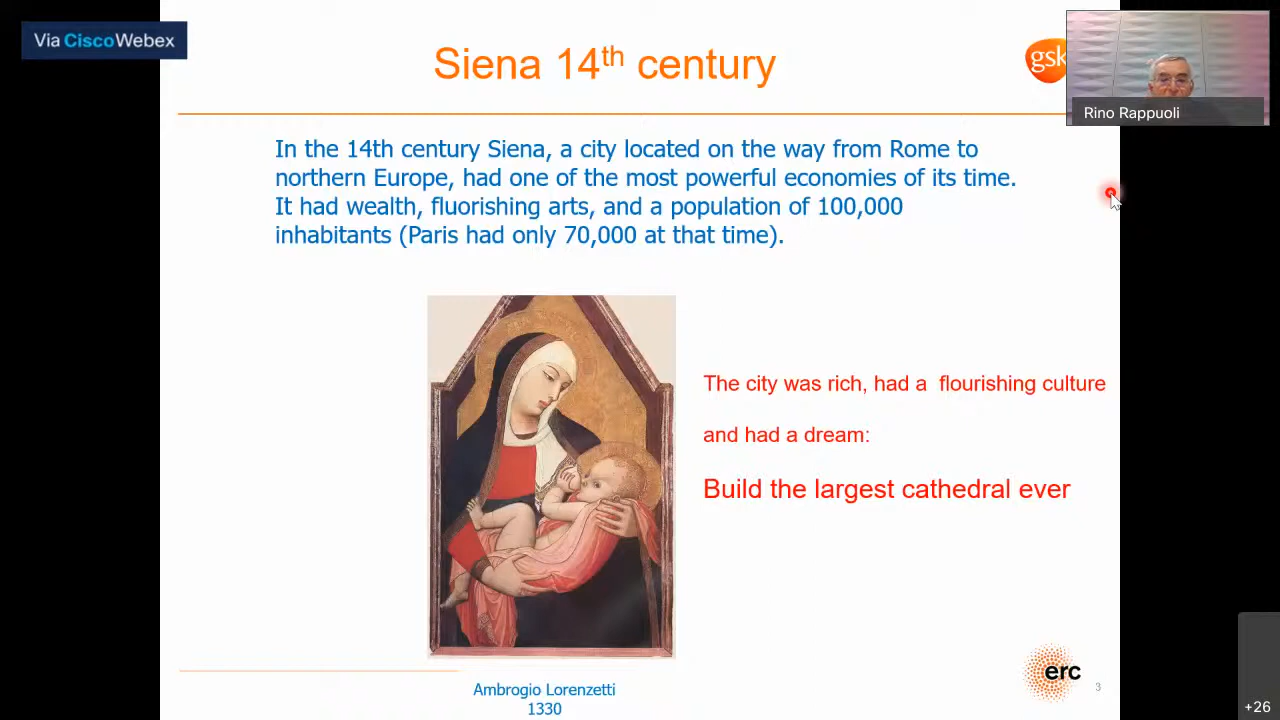 Via CiscoWebex
Siena 14th century
gsk
Rino Rappuoli
In the 14th century Siena, a city located on the way from Rome to
northern Europe, had one of the most powerful economies of its time.
It had wealth, fluorishing arts, and a population of 100,000
inhabitants (Paris had only 70,000 at that time).
The city was rich, had a flourishing culture
and had a dream:
Build the largest cathedral ever
Ambrogio Lorenzetti
1330
erc
3
+26